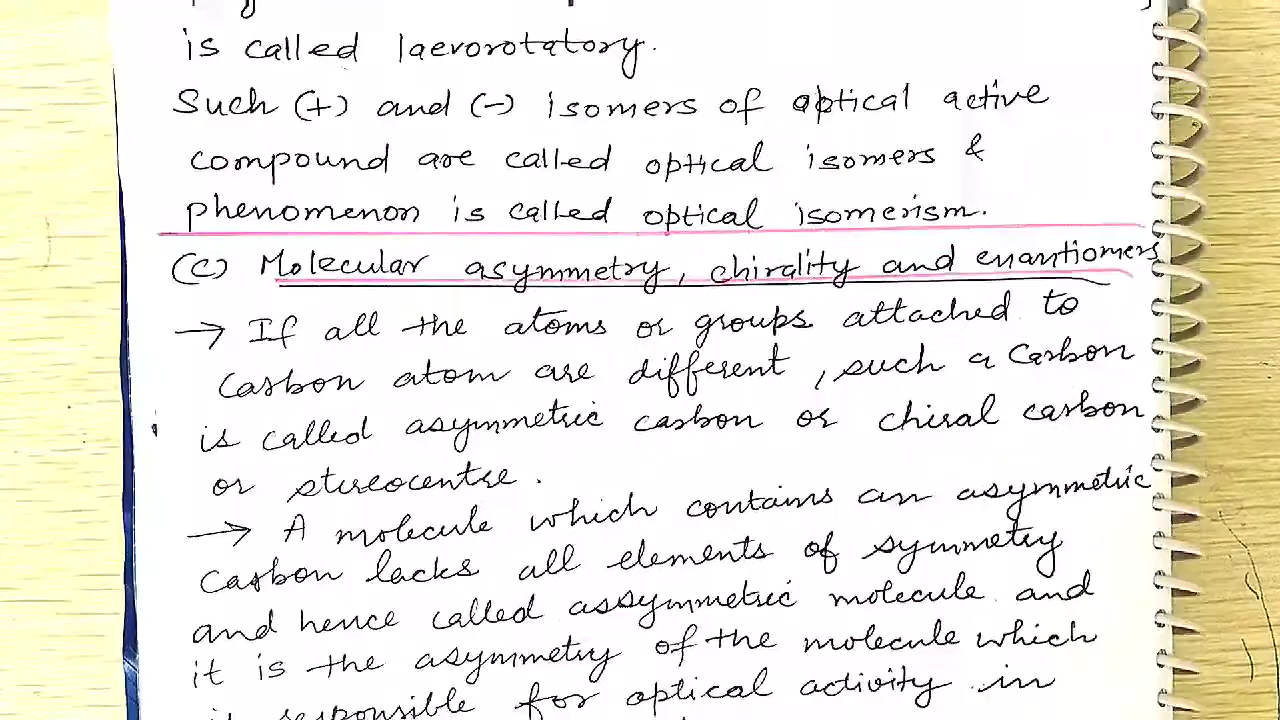 is called laevorotatory.
Such (+) and (-) isomers of optical active
compound are called optical isomers &
phenomenon is called optical isomerism.
(c) Molecular asymmetry, chirality and enantiomers
→ If all the atoms or groups attached to
carbon atom are different, such a carbon
is called asymmetric carbon or chiral carbon
or stereocentre.
→ A molecule which contains an asymmetric
carbon lacks all elements of symmetry
and hence called assymmetric molecule and
it is the asymmetry of the molecule which
is responsible for optical activity in